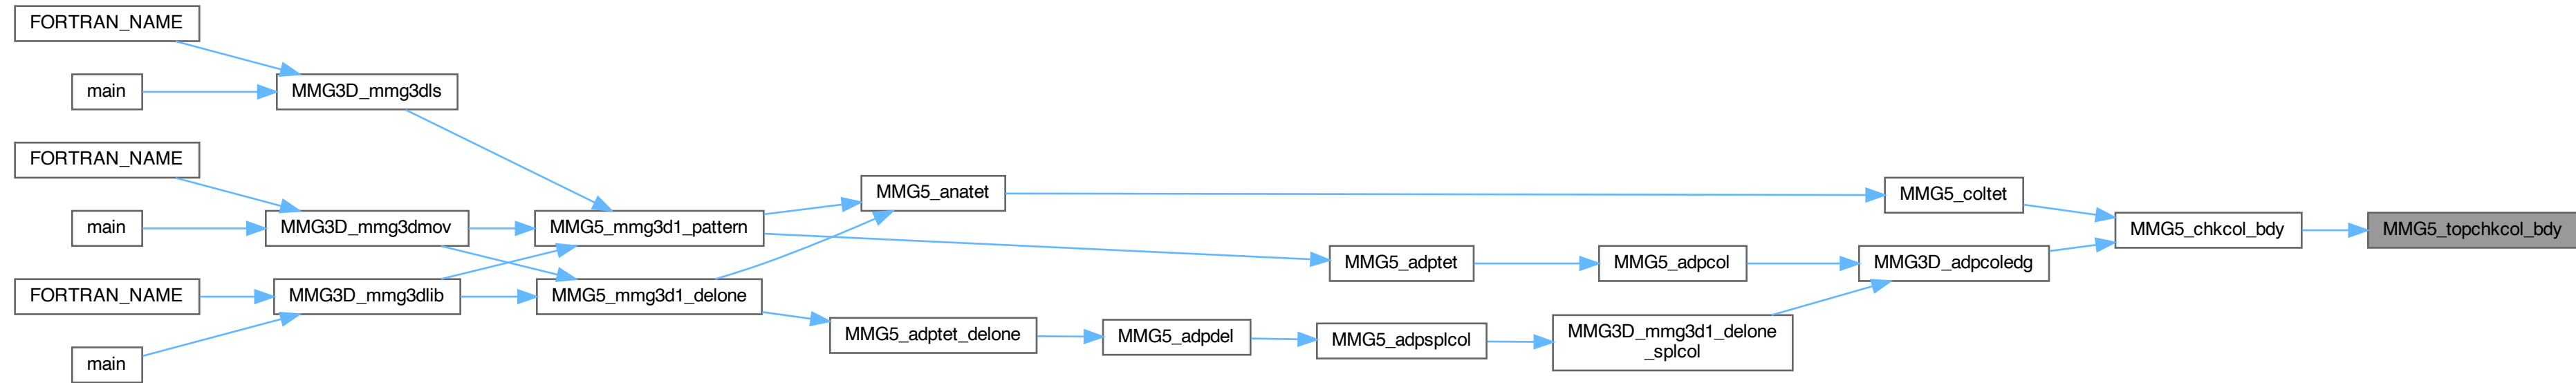 FORTRAN_NAME
main
MMG3D_mmg3dls
FORTRAN_NAME
main
MMG3D_mmg3dmov
FORTRAN_NAME
MMG3D_mmg3dlib
main
MMG5_mmg3d1_pattern
MMG5_mmg3d1_delone
MMG5_anatet
MMG5_adptet_delone
MMG5_adpdel
MMG5_adptet
MMG5_adpsplcol
MMG5_adpcol
MMG3D_mmg3d1_delone
_splcol
MMG5_coltet
MMG3D_adpcoledg
MMG5_chkcol_bdy
MMG5_topchkcol_bdy